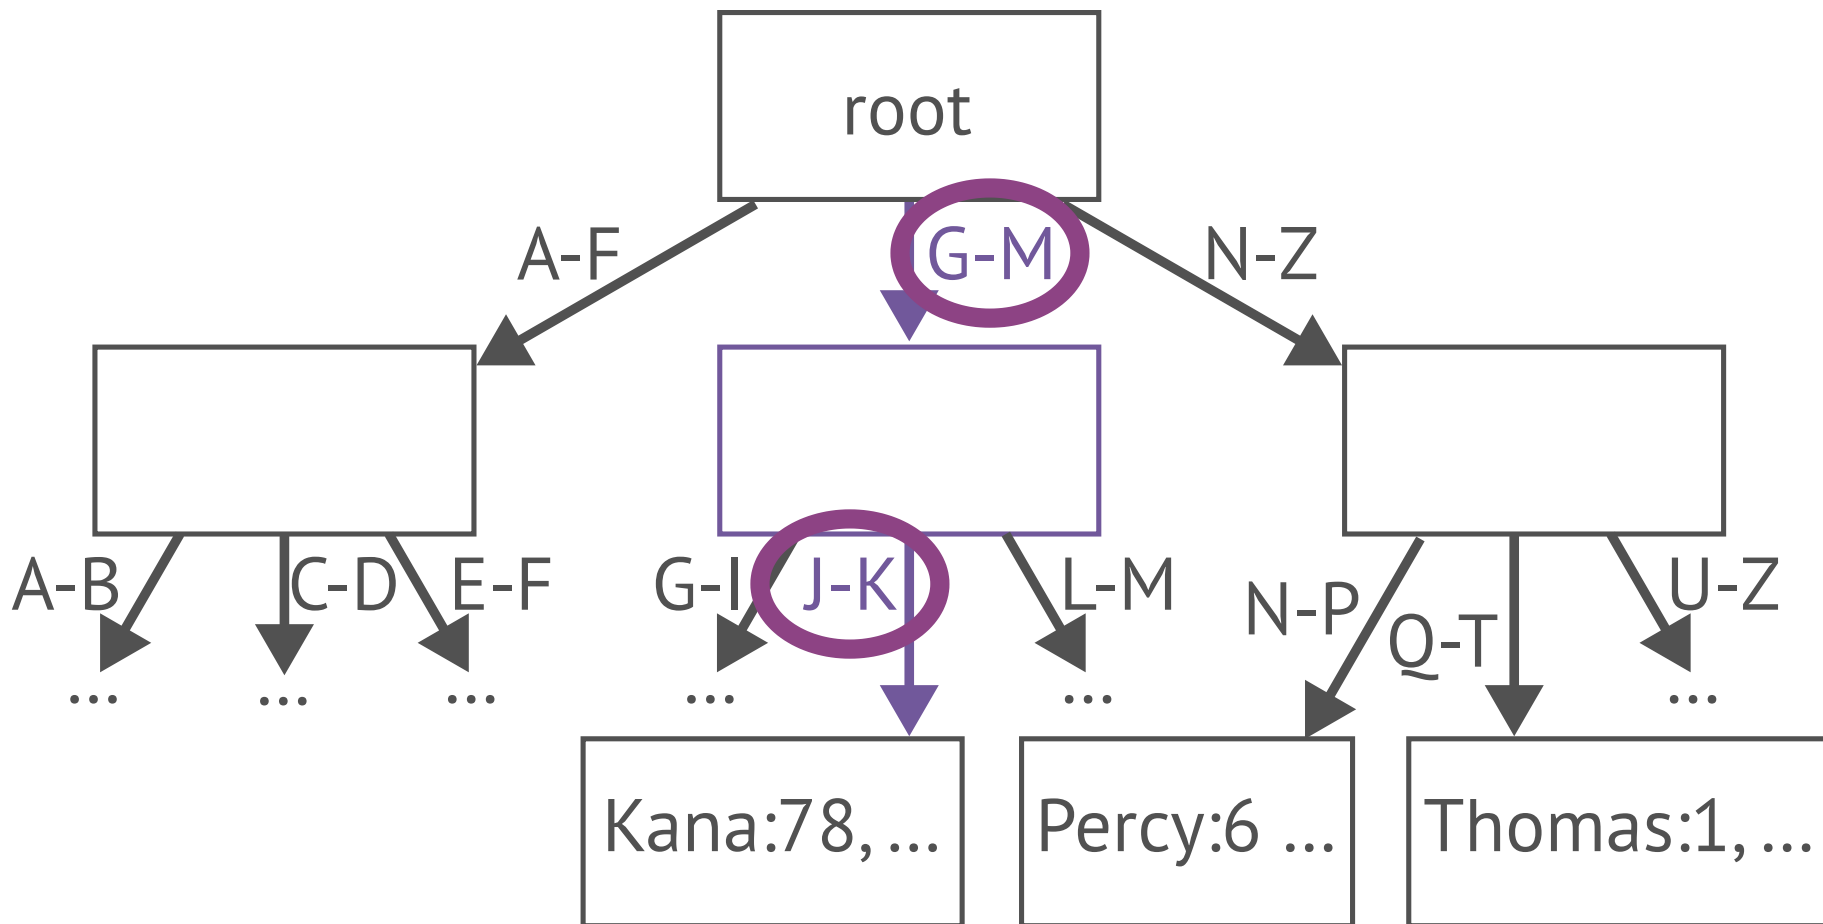 root
A-F
G-M
N-Z
A-B
C-D
E-F
G-I
J-K
L-M
N-P
Q-T
U-Z
...
...
...
...
...
...
Kana:78, ...
Percy:6 ...
Thomas:1, ...